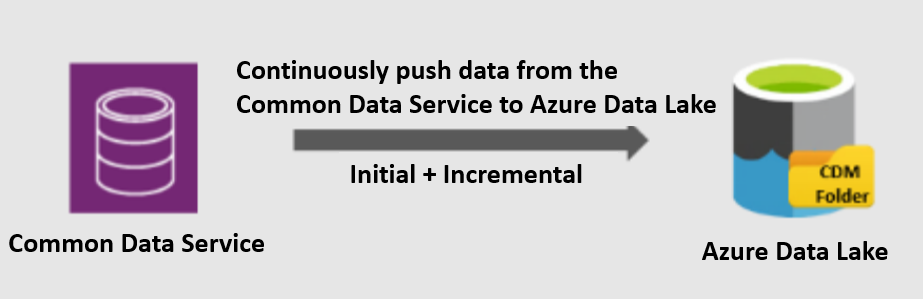 Continuously push data from the
Common Data Service to Azure Data Lake
Initial + Incremental
CDM
Folder
Common Data Service
Azure Data Lake